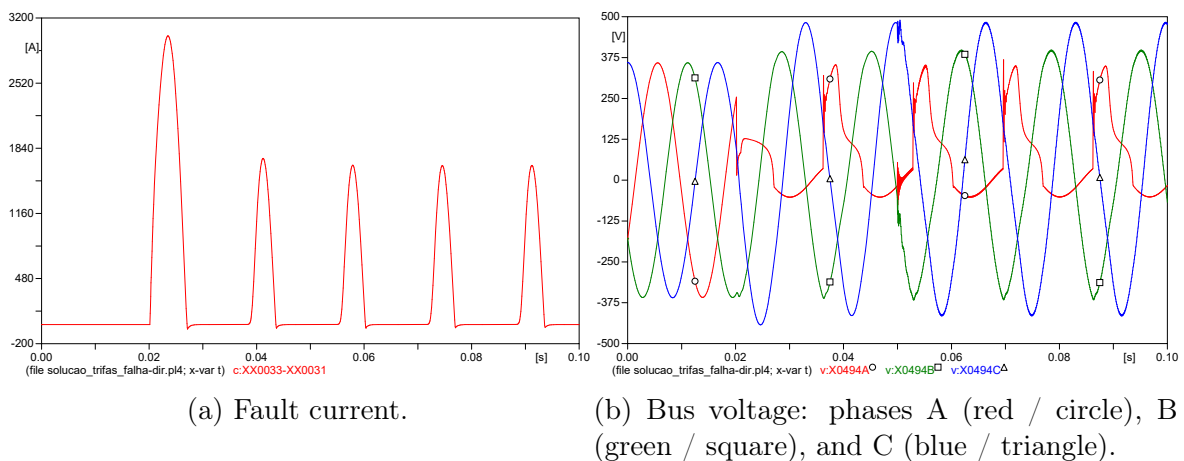 3200
[A]
2520
1840
1160
480
-200
0.00 0.02 0.04 0.06 0.08 [s] 0.10
(file solucao_trifas_falha-dir.pl4; x-var t) c:XX0033-XX0031
(a) Fault current.
500
[V]
375
250
125
0
-125
-250
-375
-500
0.00 0.02 0.04 0.06 0.08 [s] 0.10
(file solucao_trifas_falha-dir.pl4; x-var t) v:X0494A v:X0494B v:X0494C
(b) Bus voltage: phases A (red / circle), B
(green / square), and C (blue / triangle).